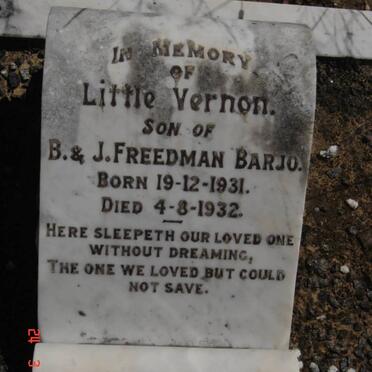 IN MEMORY
OF
Little Vernon.
SON OF
B. & J. FREEDMAN BARJO.
BORN 19-12-1931.
DIED 4-8-1932.
HERE SLEEPETH OUR LOVED ONE
WITHOUT DREAMING,
THE ONE WE LOVED BUT COULD
NOT SAVE.